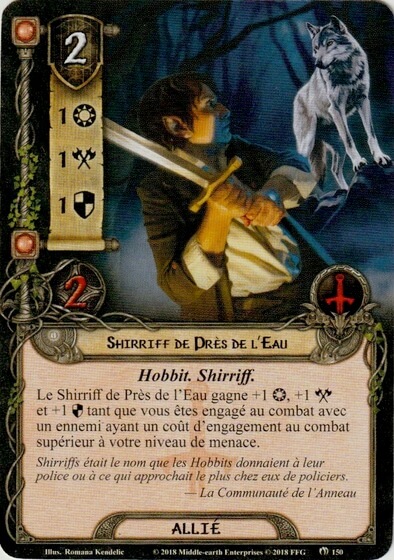 2
1
1
1
2
Shirriff de Près de l'Eau
Hobbit. Shirriff.
Le Shirriff de Près de l'Eau gagne +1 , +1
et +1 tant que vous êtes engagé au combat avec
un ennemi ayant un coût d'engagement au combat
supérieur à votre niveau de menace.
Shirriffs était le nom que les Hobbits donnaient à leur
police ou à ce qui approchait le plus chez eux de policiers.
— La Communauté de l'Anneau
ALLIÉ
Illus. Romana Kendelic © 2018 Middle-earth Enterprises © 2018 FFG 150